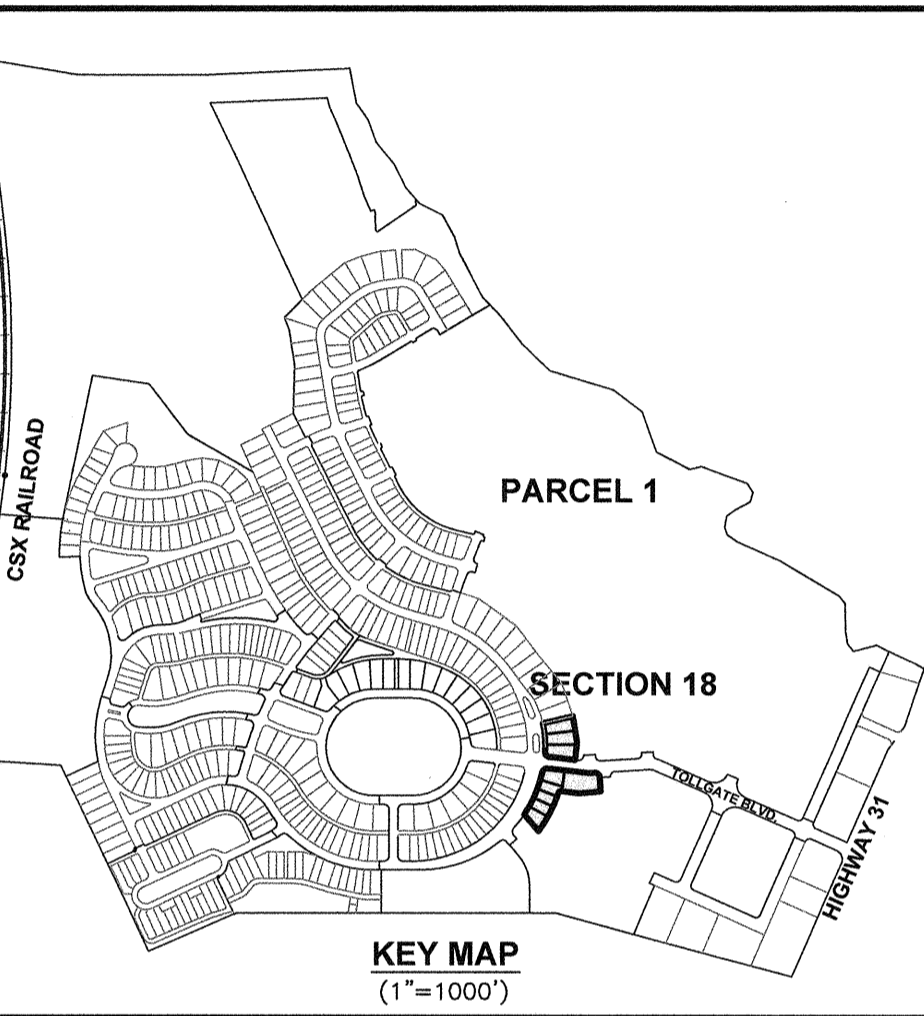 CSX RAILROAD
PARCEL 1
SECTION 18
TOLLGATE BLVD.
HIGHWAY 31
KEY MAP
(1"=1000')